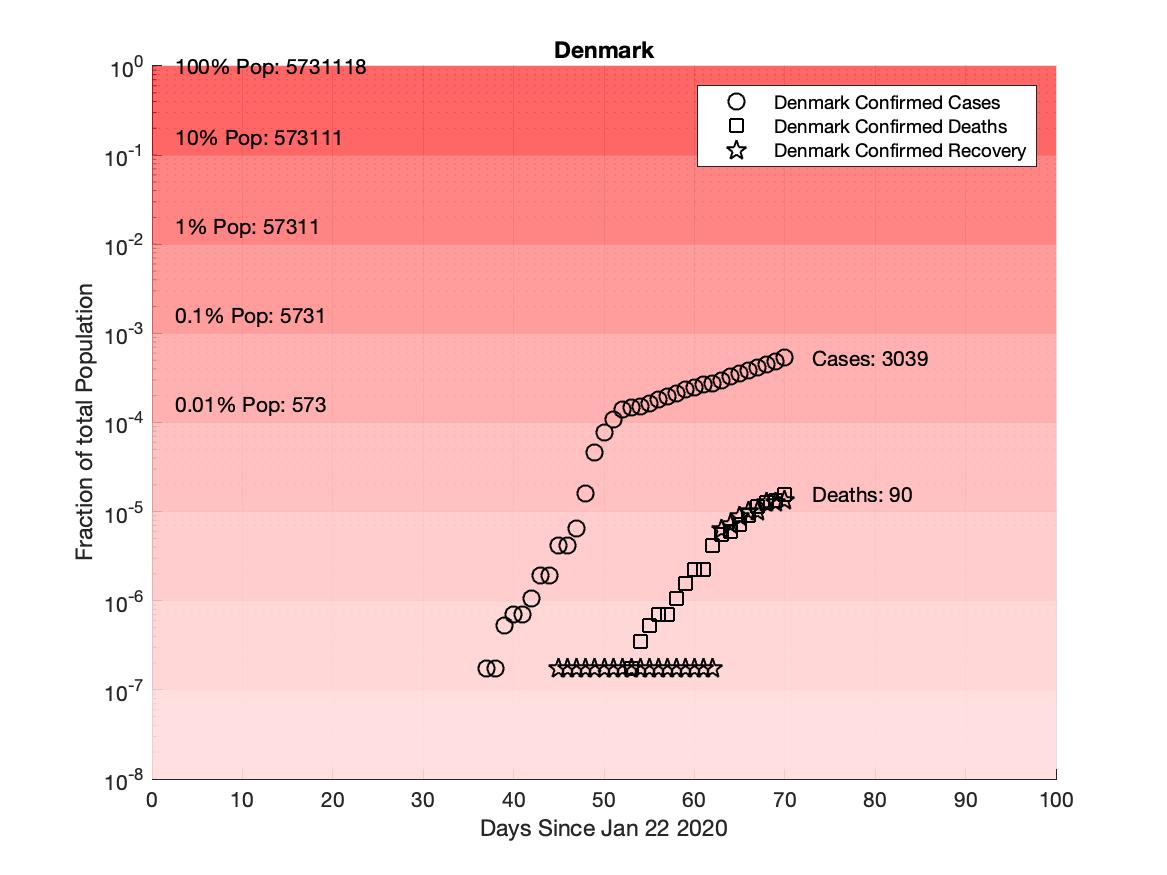 Denmark
10^0
100% Pop: 5731118
Denmark Confirmed Cases
Denmark Confirmed Deaths
Denmark Confirmed Recovery
10% Pop: 573111
10^-1
1% Pop: 57311
10^-2
0.1% Pop: 5731
10^-3
Cases: 3039
0.01% Pop: 573
10^-4
Deaths: 90
10^-5
10^-6
10^-7
10^-8
Fraction of total Population
0 10 20 30 40 50 60 70 80 90 100
Days Since Jan 22 2020